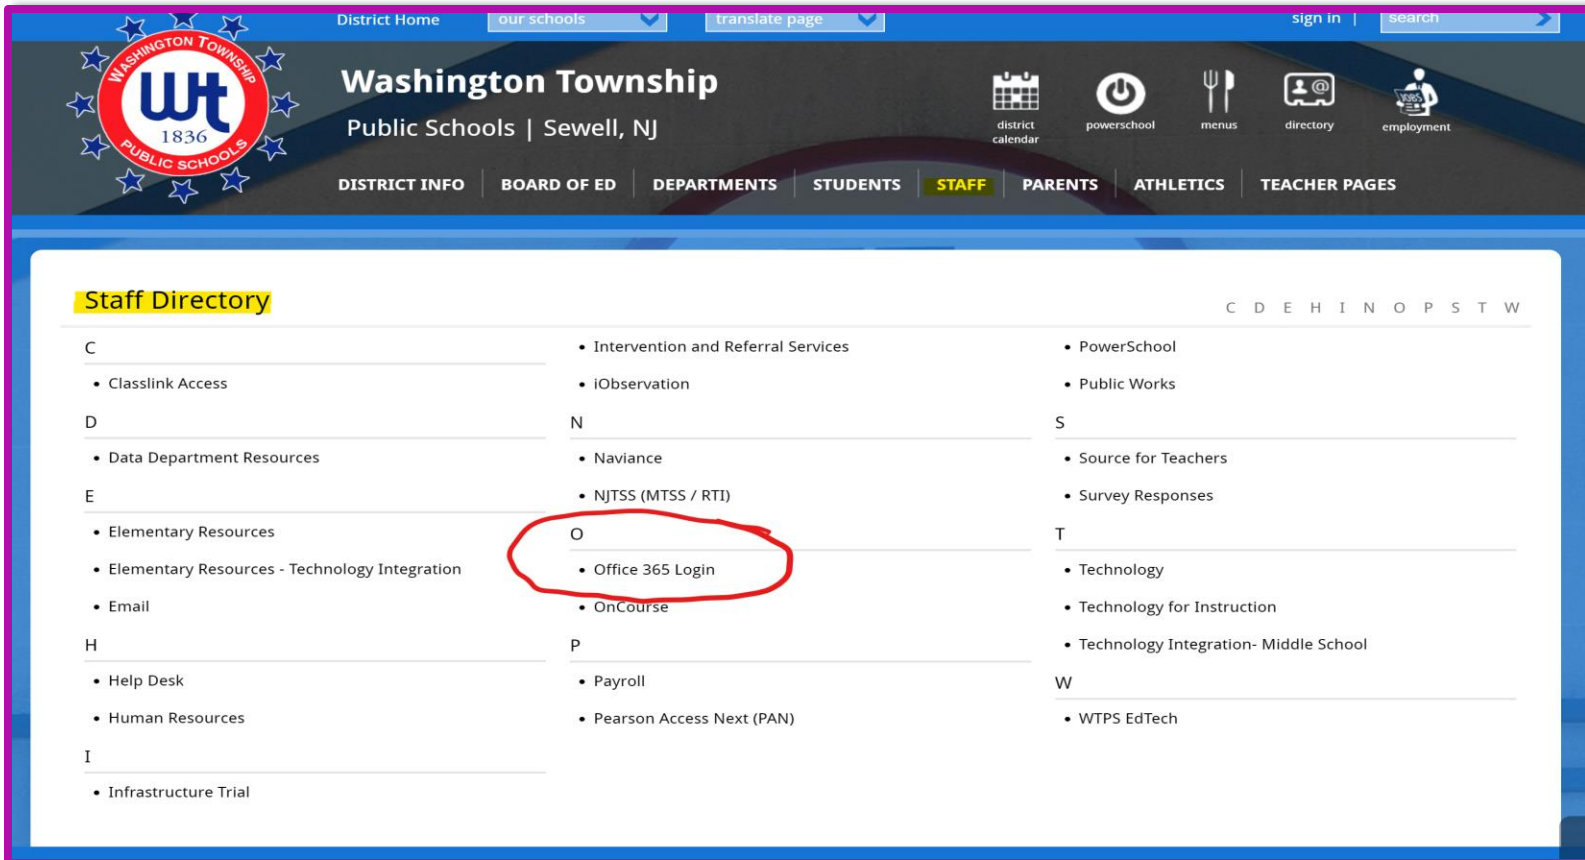 District Home
our schools
translate page
sign in |
search
WASHINGTON TOWNSHIP
wt
1836
PUBLIC SCHOOLS
Washington Township
Public Schools | Sewell, NJ
district
calendar
powerschool
menus
directory
JOBS
employment
DISTRICT INFO
BOARD OF ED
DEPARTMENTS
STUDENTS
STAFF
PARENTS
ATHLETICS
TEACHER PAGES
Staff Directory
C D E H I N O P S T W
C
• Classlink Access
D
• Data Department Resources
E
• Elementary Resources
• Elementary Resources - Technology Integration
• Email
H
• Help Desk
• Human Resources
I
• Infrastructure Trial
• Intervention and Referral Services
• iObservation
N
• Naviance
• NJTSS (MTSS / RTI)
O
• Office 365 Login
• OnCourse
P
• Payroll
• Pearson Access Next (PAN)
• PowerSchool
• Public Works
S
• Source for Teachers
• Survey Responses
T
• Technology
• Technology for Instruction
• Technology Integration- Middle School
W
• WTPS EdTech